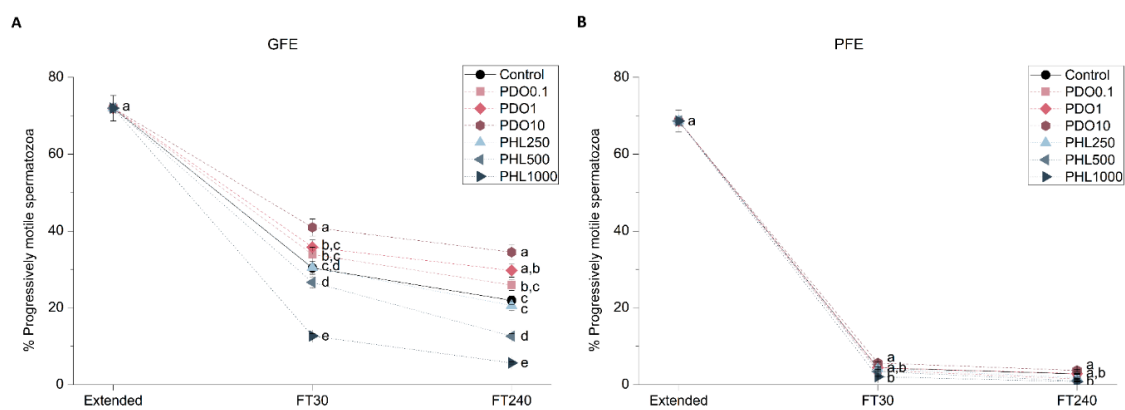 A
GFE
% Progressively motile spermatozoa
80
60
40
20
0
Extended
FT30
FT240
Control
PDO0.1
PDO1
PDO10
PHL250
PHL500
PHL1000
a
a
b,c
b,c
c,d
d
e
a
a,b
b,c
c
c
d
e
B
PFE
% Progressively motile spermatozoa
80
60
40
20
0
Extended
FT30
FT240
Control
PDO0.1
PDO1
PDO10
PHL250
PHL500
PHL1000
a
a
a,b
b
a
a,b
b